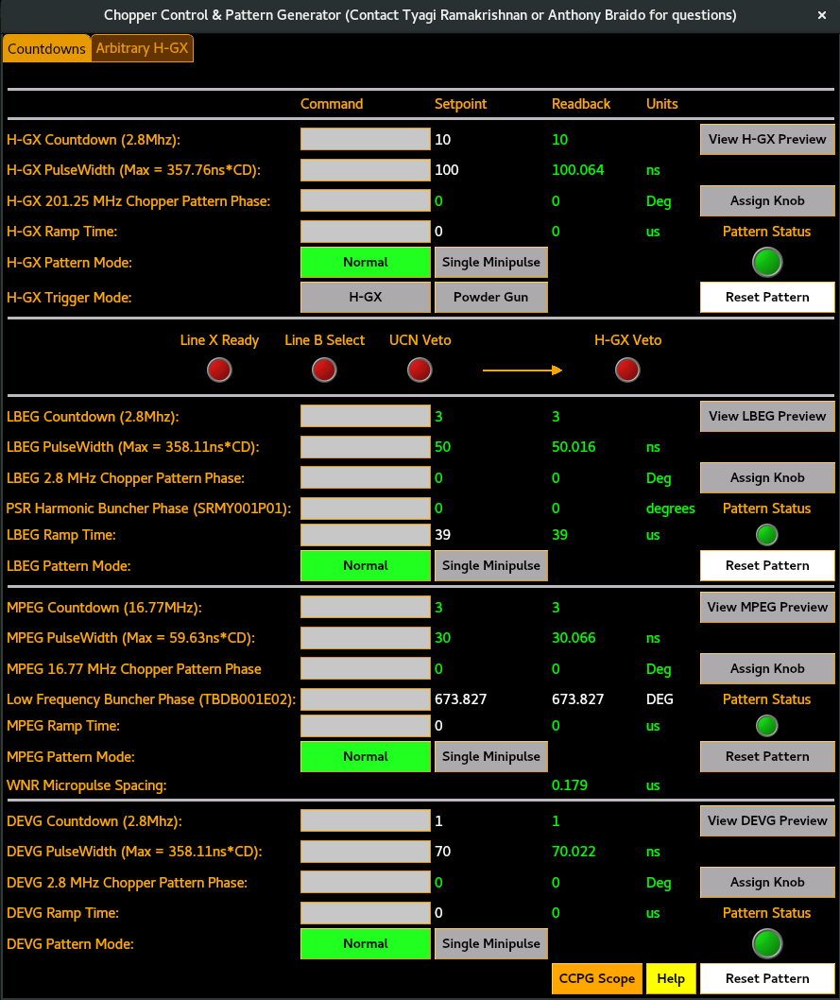 Chopper Control & Pattern Generator (Contact Tyagi Ramakrishnan or Anthony Braido for questions) ×
Countdowns Arbitrary H-GX
Command Setpoint Readback Units
H-GX Countdown (2.8Mhz): 10 10 View H-GX Preview
H-GX PulseWidth (Max = 357.76ns*CD): 100 100.064 ns
H-GX 201.25 MHz Chopper Pattern Phase: 0 0 Deg Assign Knob
H-GX Ramp Time: 0 0 us Pattern Status
H-GX Pattern Mode: Normal Single Minipulse
H-GX Trigger Mode: H-GX Powder Gun Reset Pattern
Line X Ready Line B Select UCN Veto H-GX Veto
LBEG Countdown (2.8Mhz): 3 3 View LBEG Preview
LBEG PulseWidth (Max = 358.11ns*CD): 50 50.016 ns
LBEG 2.8 MHz Chopper Pattern Phase: 0 0 Deg Assign Knob
PSR Harmonic Buncher Phase (SRMY001P01): 0 0 degrees Pattern Status
LBEG Ramp Time: 39 39 us
LBEG Pattern Mode: Normal Single Minipulse Reset Pattern
MPEG Countdown (16.77MHz): 3 3 View MPEG Preview
MPEG PulseWidth (Max = 59.63ns*CD): 30 30.066 ns
MPEG 16.77 MHz Chopper Pattern Phase 0 0 Deg Assign Knob
Low Frequency Buncher Phase (TBDB001E02): 673.827 673.827 DEG Pattern Status
MPEG Ramp Time: 0 0 us
MPEG Pattern Mode: Normal Single Minipulse Reset Pattern
WNR Micropulse Spacing: 0.179 us
DEVG Countdown (2.8Mhz): 1 1 View DEVG Preview
DEVG PulseWidth (Max = 358.11ns*CD): 70 70.022 ns
DEVG 2.8 MHz Chopper Pattern Phase: 0 0 Deg Assign Knob
DEVG Ramp Time: 0 0 us Pattern Status
DEVG Pattern Mode: Normal Single Minipulse
CCPG Scope Help Reset Pattern